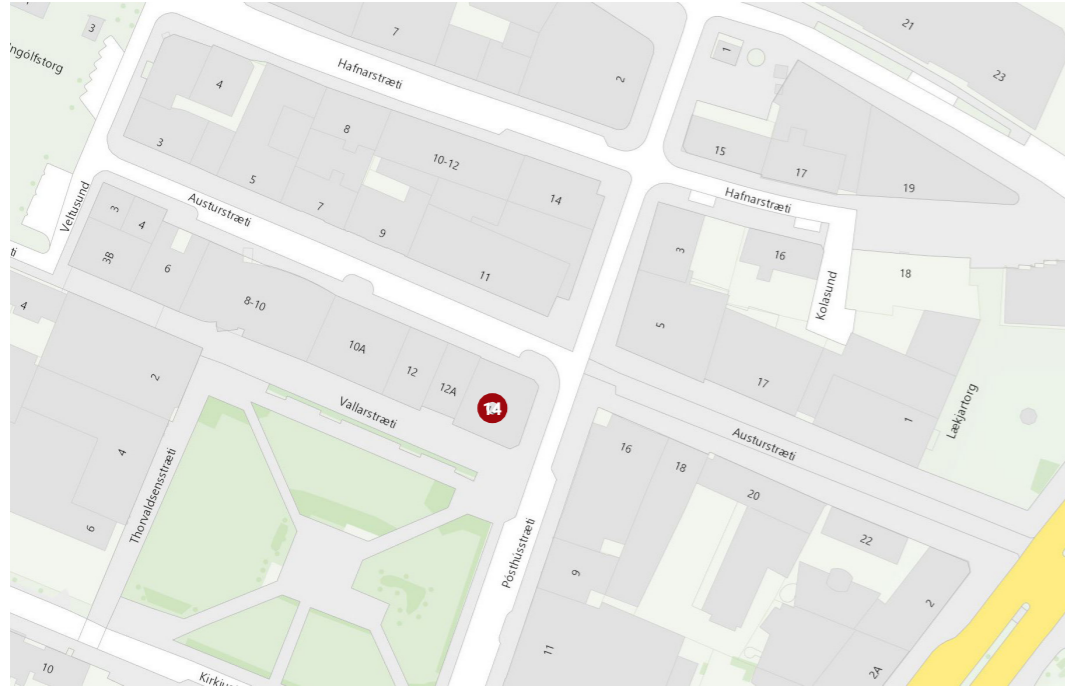 21
3
7
1
Ingólfstorg
2
23
Hafnarstræti
4
8
15
10-12
3
17
19
5
14
Hafnarstræti
Veltusund
Austurstræti
7
3
4
9
3
16
3B
6
11
18
4
8-10
Kolasund
5
10A
12
17
2
12A
14
Vallarstræti
1
Lækjartorg
Austurstræti
16
18
4
20
Thorvaldsensstræti
6
22
Pósthússtræti
9
2
11
10
2A